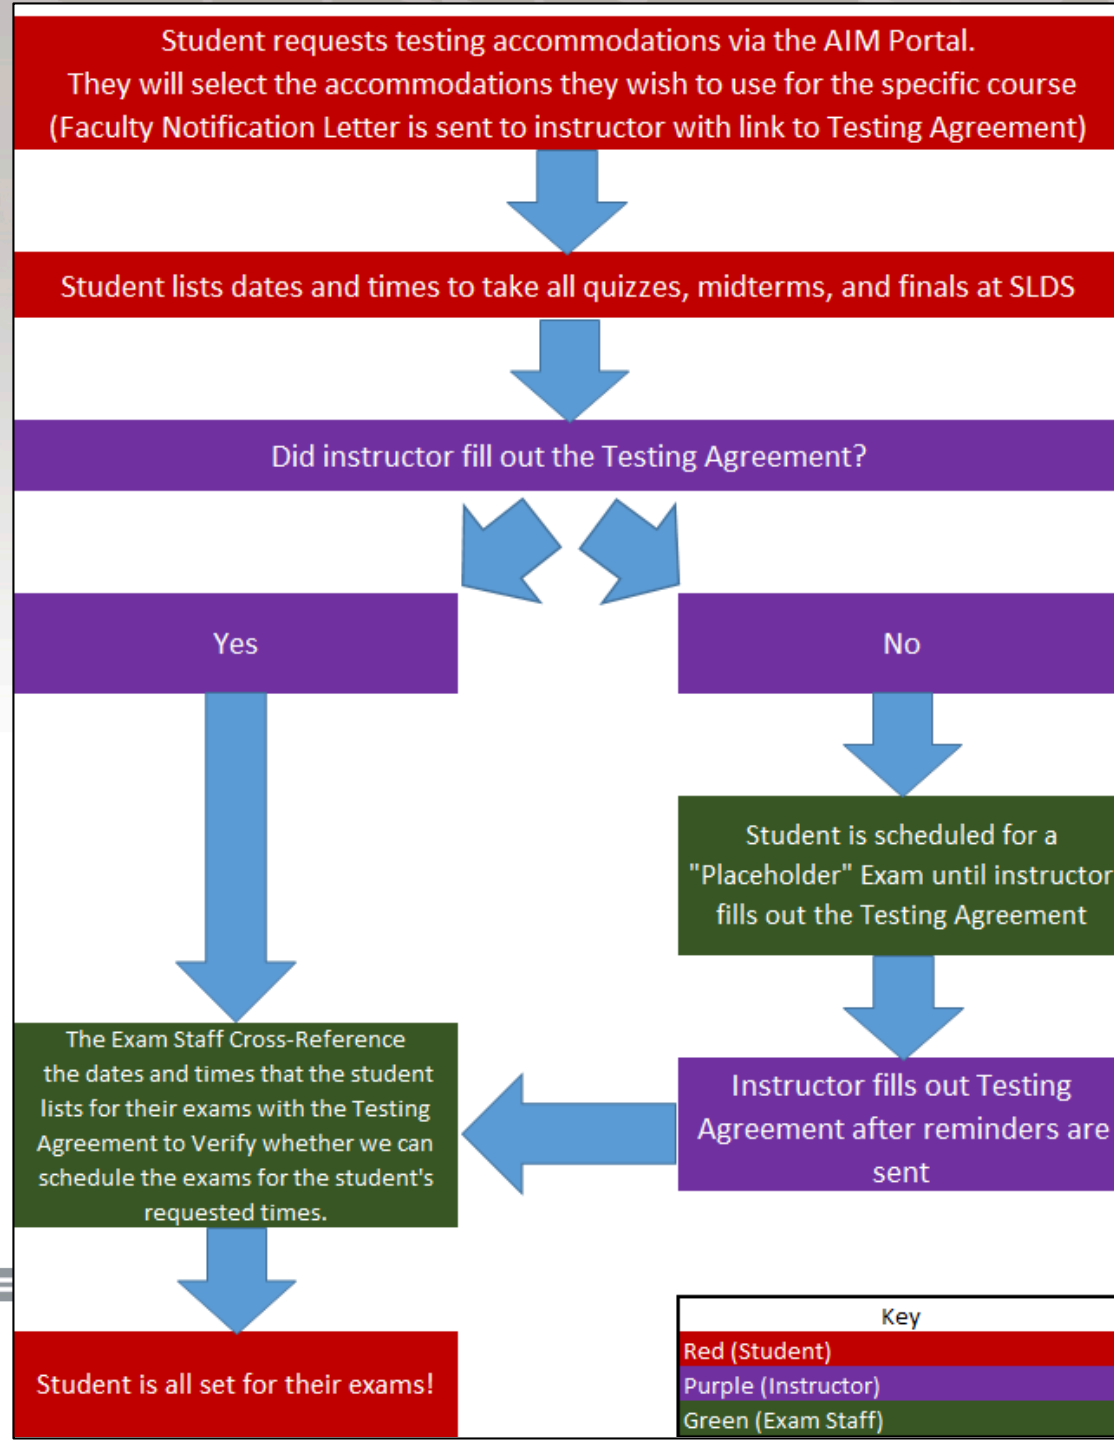 Student requests testing accommodations via the AIM Portal.
They will select the accommodations they wish to use for the specific course
(Faculty Notification Letter is sent to instructor with link to Testing Agreement)
Student lists dates and times to take all quizzes, midterms, and finals at SLDS
Did instructor fill out the Testing Agreement?
Yes
No
Student is scheduled for a
"Placeholder" Exam until instructor
fills out the Testing Agreement
The Exam Staff Cross-Reference
the dates and times that the student
lists for their exams with the Testing
Agreement to Verify whether we can
schedule the exams for the student's
requested times.
Instructor fills out Testing
Agreement after reminders are
sent
Student is all set for their exams!
Key
Red (Student)
Purple (Instructor)
Green (Exam Staff)